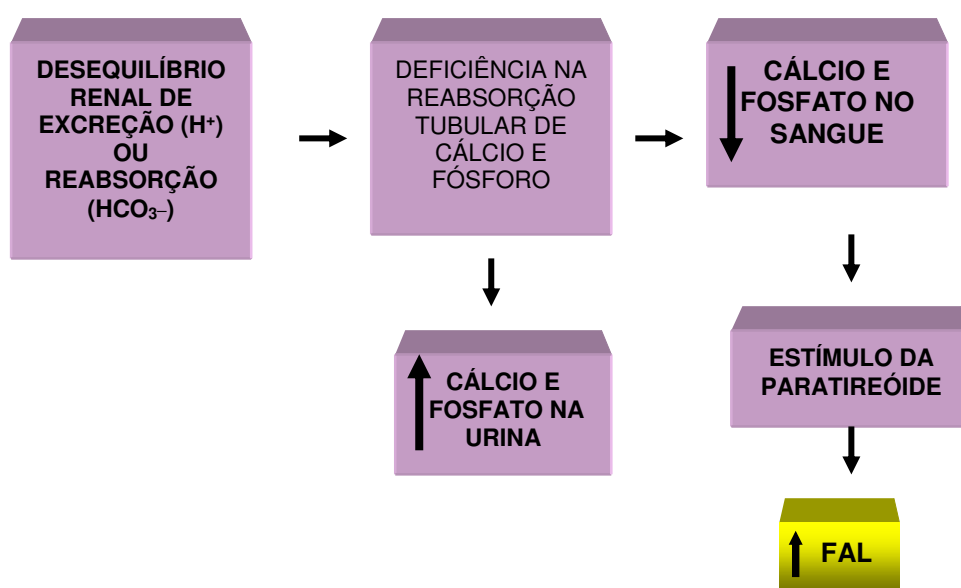 DESEQUILÍBRIO
RENAL DE
EXCREÇÃO (H⁺)
OU
REABSORÇÃO
(HCO₃₋)
DEFICIÊNCIA NA
REABSORÇÃO
TUBULAR DE
CÁLCIO E
FÓSFORO
CÁLCIO E
FOSFATO NO
SANGUE
CÁLCIO E
FOSFATO NA
URINA
ESTÍMULO DA
PARATIREÓIDE
FAL